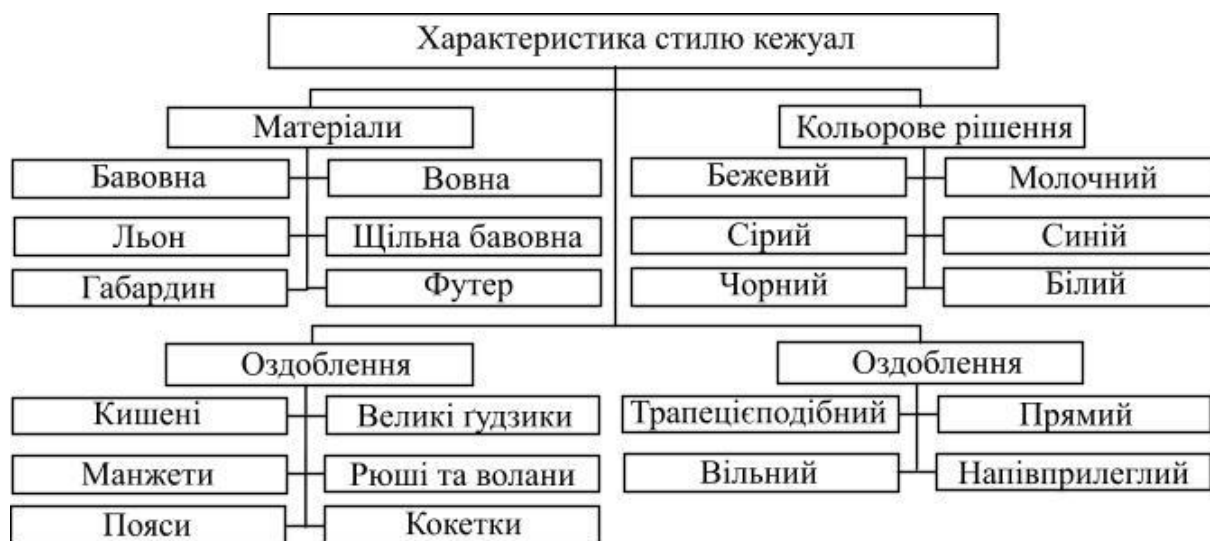 Характеристика стилю кежуал
Матеріали
Бавовна
Вовна
Льон
Щільна бавовна
Габардин
Футер
Кольорове рішення
Бежевий
Молочний
Сірий
Синій
Чорний
Білий
Оздоблення
Кишені
Великі ґудзики
Манжети
Рюші та волани
Пояси
Кокетки
Оздоблення
Трапецієподібний
Прямий
Вільний
Напівприлеглий